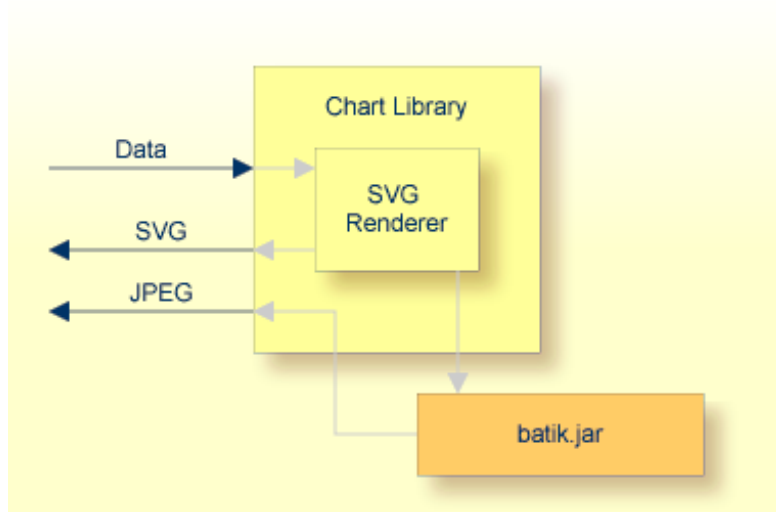 Chart Library
Data
SVG
Renderer
SVG
JPEG
batik.jar